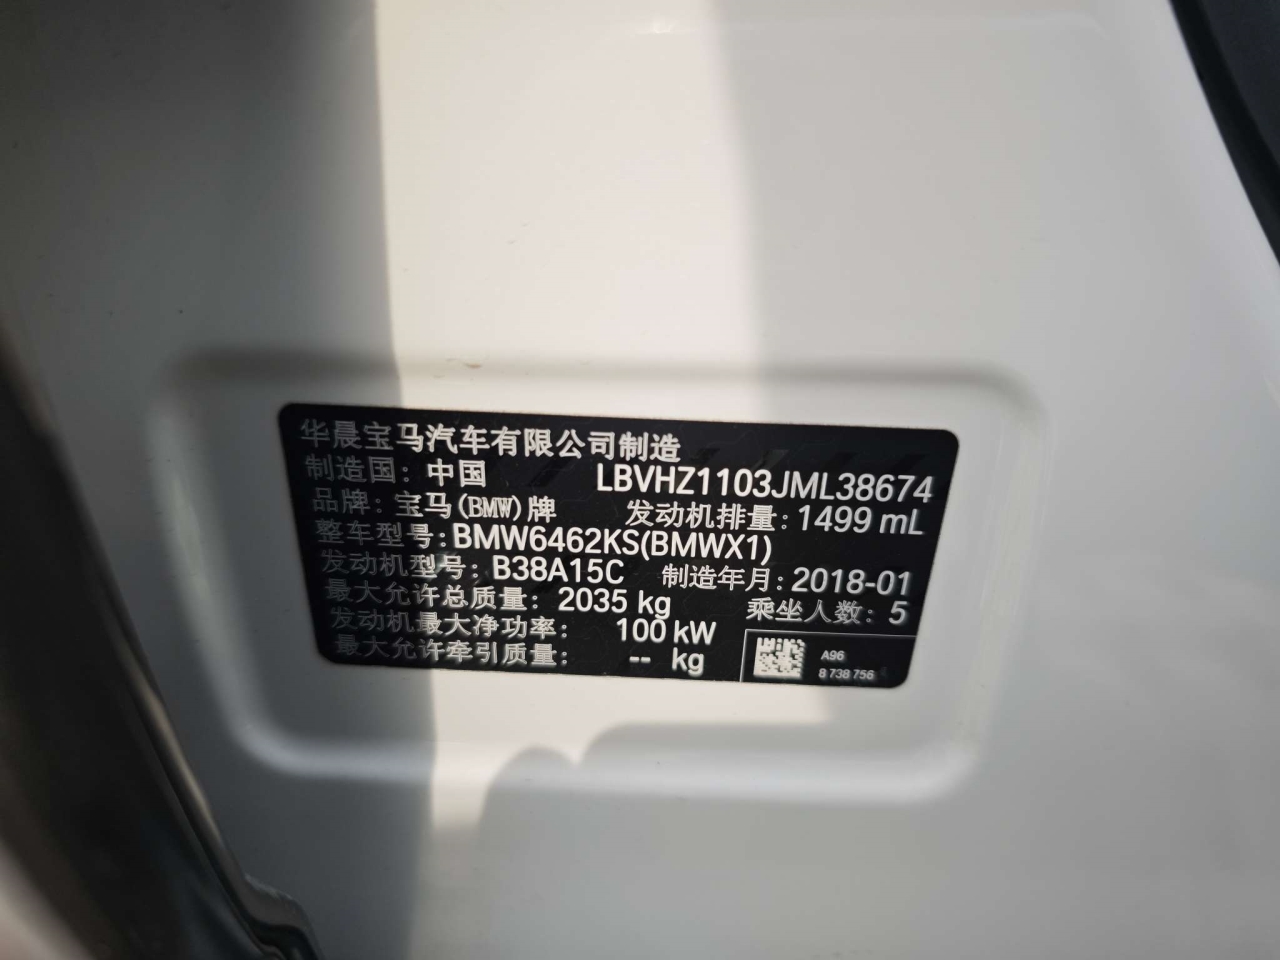 华晨宝马汽车有限公司制造
制造国：中国 LBVHZ1103JML38674
品牌：宝马(BMW)牌 发动机排量：1499 mL
整车型号：BMW6462KS(BMWX1)
发动机型号：B38A15C 制造年月：2018-01
最大允许总质量：2035 kg 乘坐人数：5
发动机最大净功率：100 kW
最大允许牵引质量：-- kg
A96
8 738 756